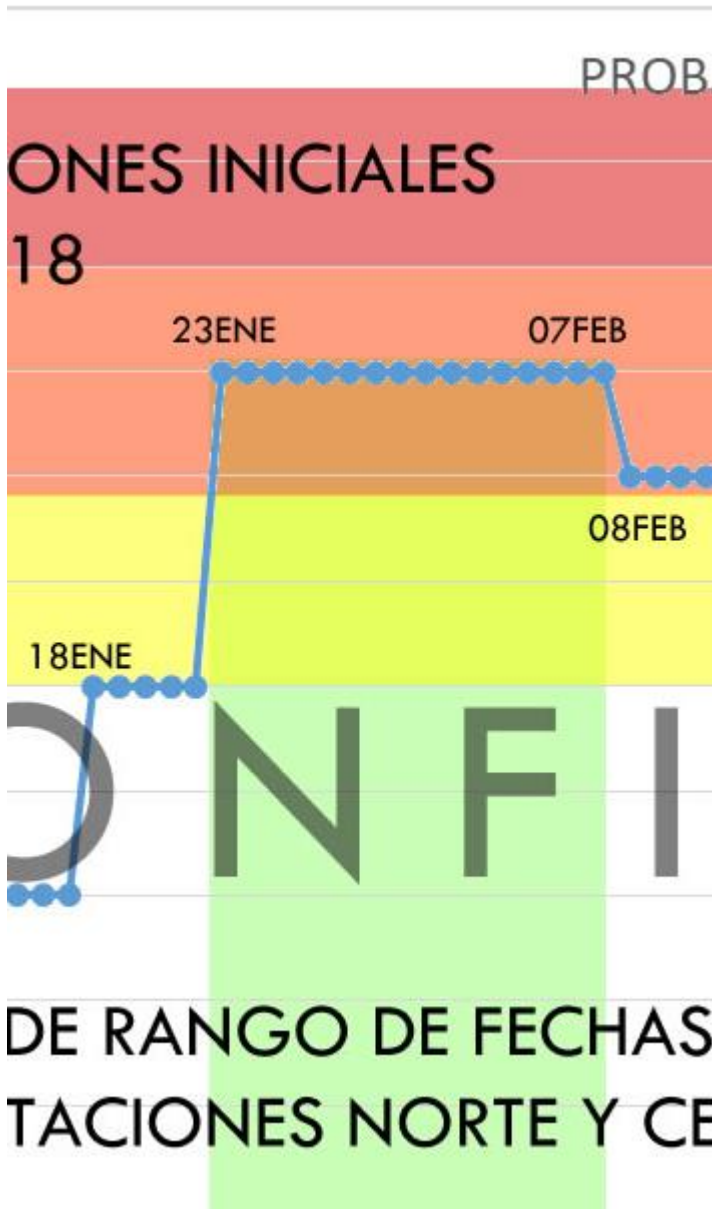 PROB
ONES INICIALES
18
23ENE
07FEB
08FEB
18ENE
ONFI
DE RANGO DE FECHAS
TACIONES NORTE Y CE